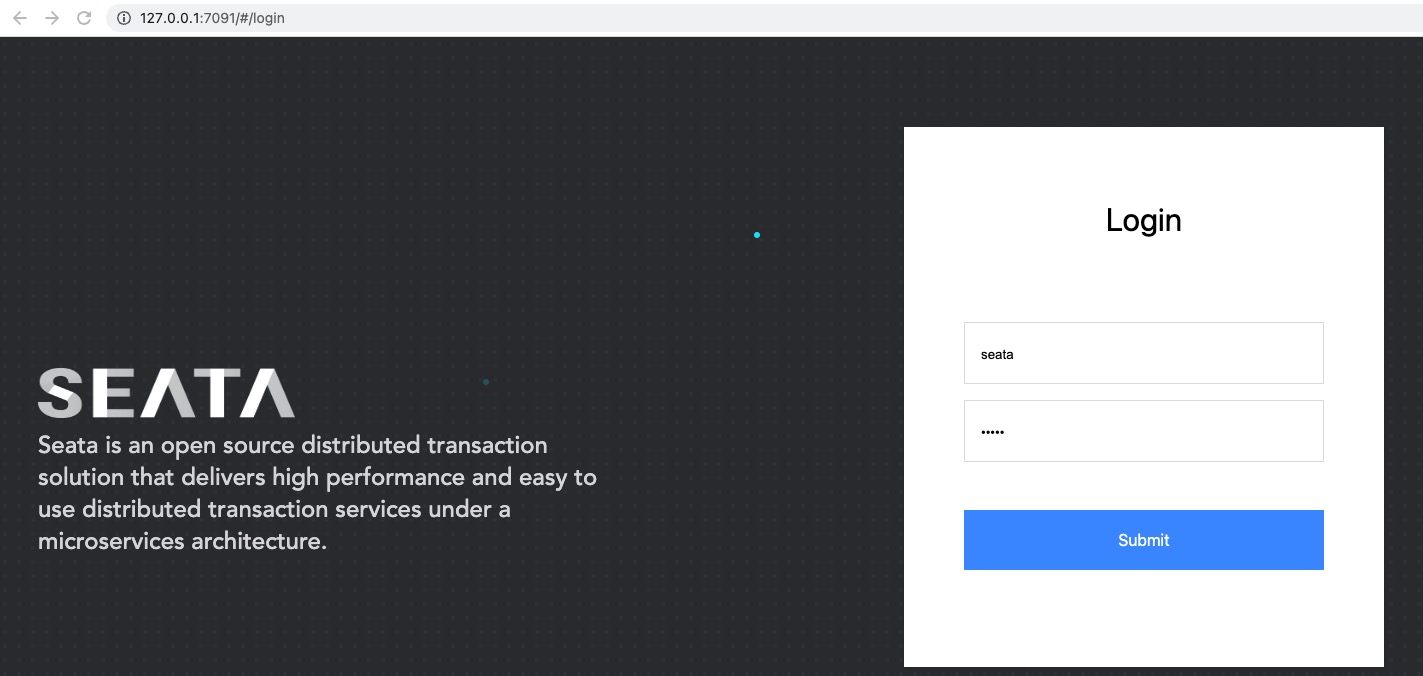 127.0.0.1:7091/#/login
SEATA
Seata is an open source distributed transaction
solution that delivers high performance and easy to
use distributed transaction services under a
microservices architecture.
Login
seata
•••••
Submit